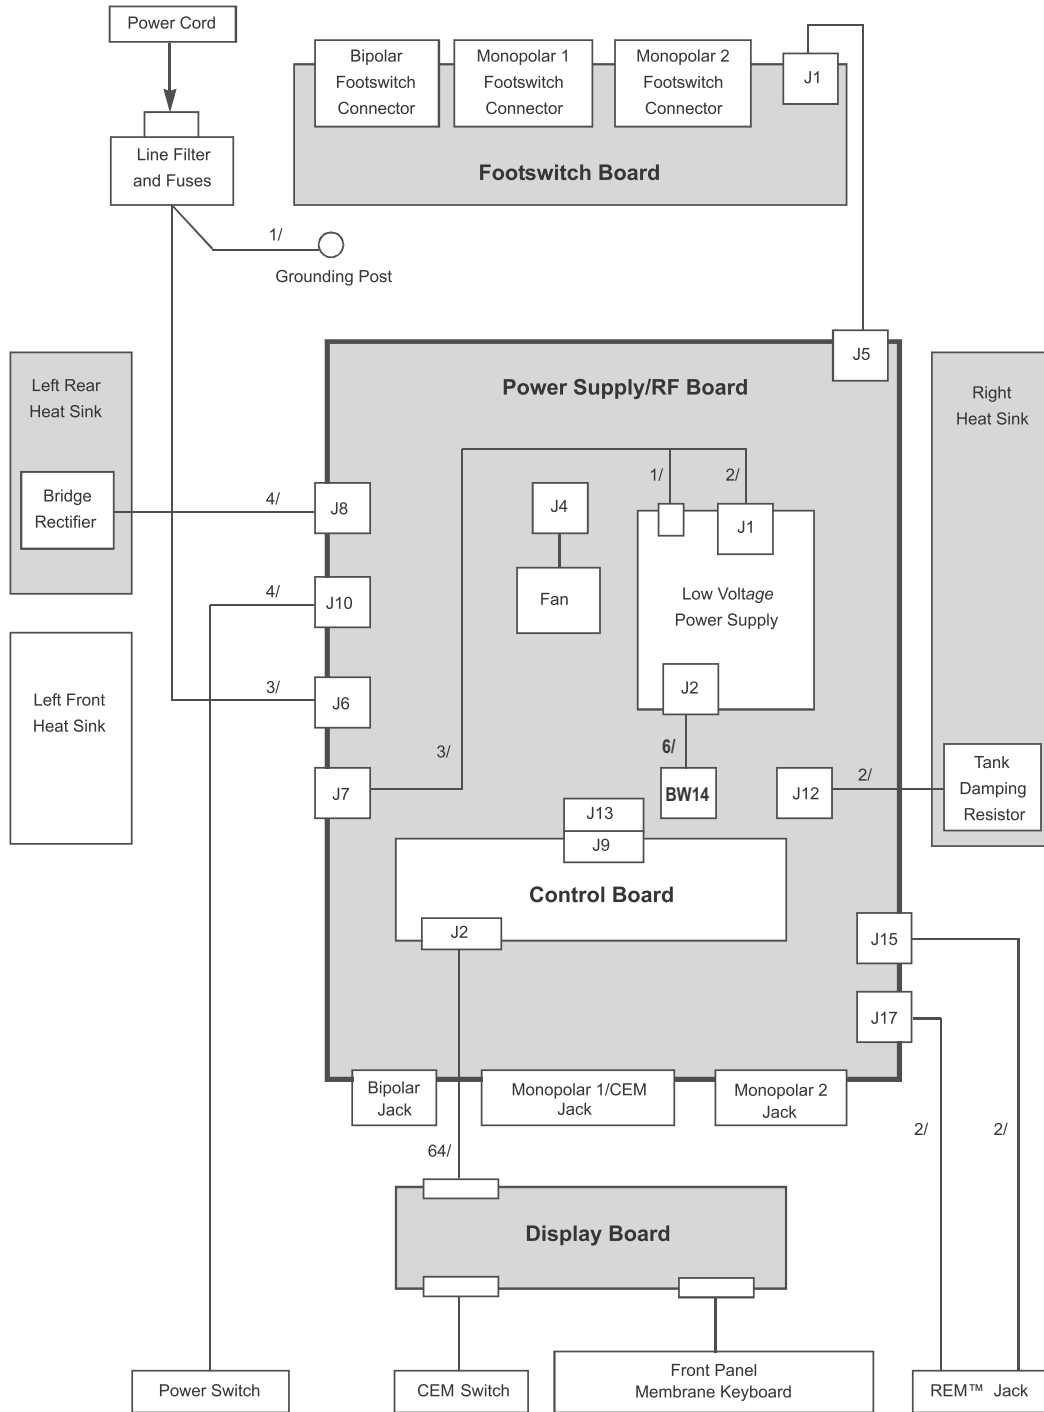 Power Cord
Line Filter
and Fuses
1/
Grounding Post
Bipolar
Footswitch
Connector
Monopolar 1
Footswitch
Connector
Monopolar 2
Footswitch
Connector
J1
Footswitch Board
Left Rear
Heat Sink
Bridge
Rectifier
4/
J8
4/
J10
Left Front
Heat Sink
3/
J6
J7
3/
J5
Power Supply/RF Board
J4
Fan
1/
2/
J1
Low Voltage
Power Supply
J2
6/
BW14
J12
2/
Right
Heat Sink
Tank
Damping
Resistor
J13
J9
Control Board
J2
J15
J17
Bipolar
Jack
Monopolar 1/CEM
Jack
Monopolar 2
Jack
64/
2/
2/
Display Board
Power Switch
CEM Switch
Front Panel
Membrane Keyboard
REM™ Jack